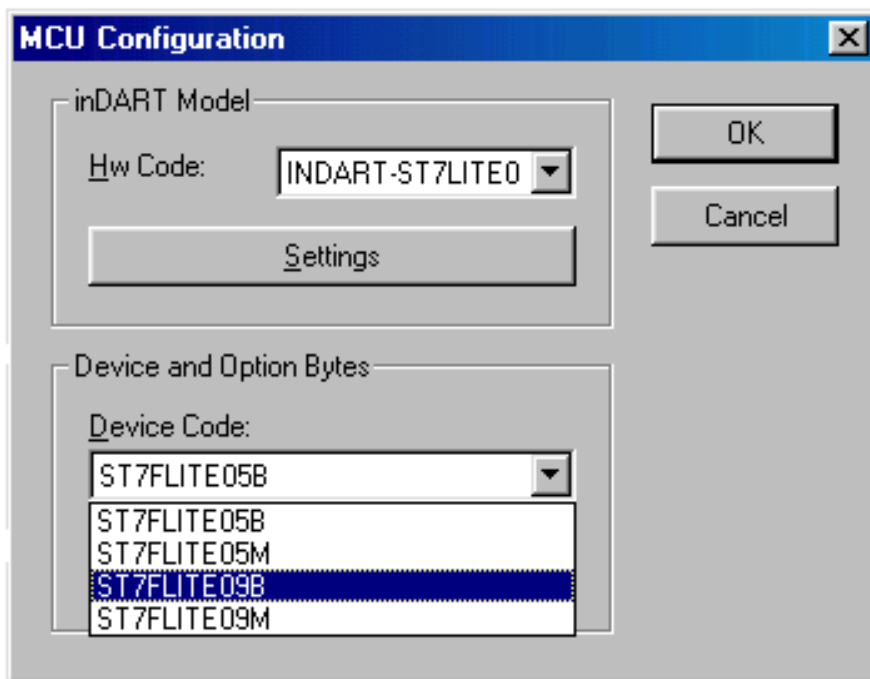 MCU Configuration
inDART Model
Hw Code:
INDART-ST7LITE0
OK
Settings
Cancel
Device and Option Bytes
Device Code:
ST7FLITE05B
ST7FLITE05B
ST7FLITE05M
ST7FLITE09B
ST7FLITE09M